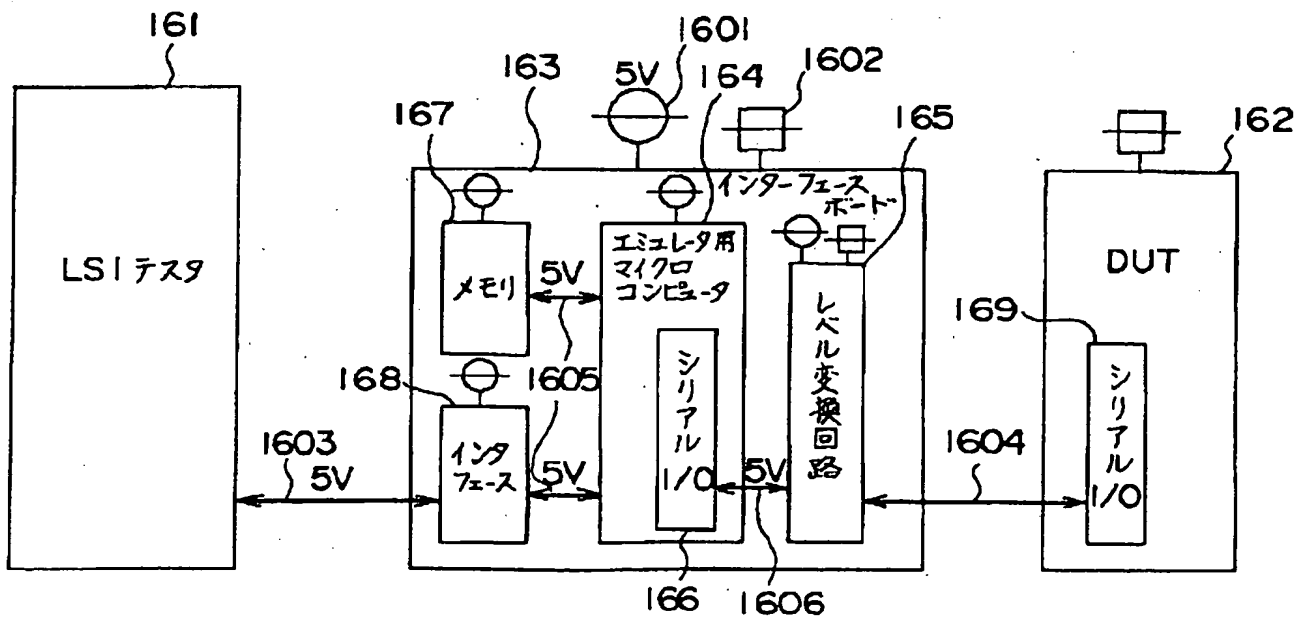 161
163
5V
1601
164
1602
167
165
162
インターフェース
ボード
LSIテスタ
メモリ
5V
エミュレータ用
マイクロ
コンピュータ
レベル変換回路
DUT
169
168
1605
シリアル
I/O
シリアル
I/O
1603
5V
インタ
フェース
5V
5V
1604
166
1606